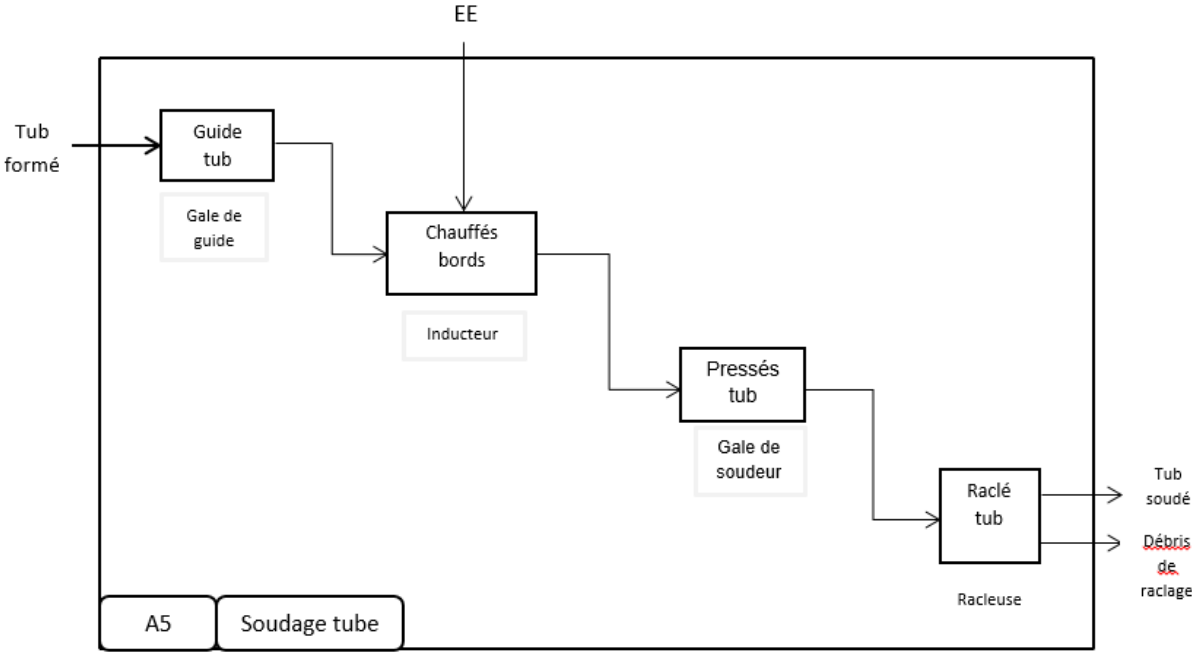 EE
Tub
formé
Guide
tub
Gale de
guide
Chauffés
bords
Inducteur
Pressés
tub
Gale de
soudeur
Raclé
tub
Racleuse
Tub
soudé
Débris
de
raclage
A5
Soudage tube